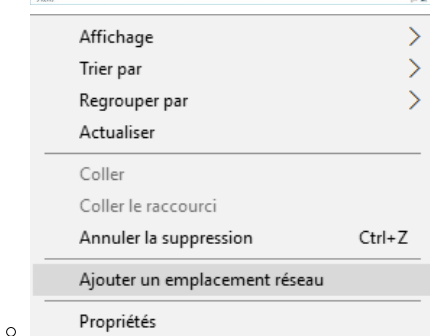 Affichage
Trier par
Regrouper par
Actualiser
Coller
Coller le raccourci
Annuler la suppression Ctrl+Z
Ajouter un emplacement réseau
Propriétés